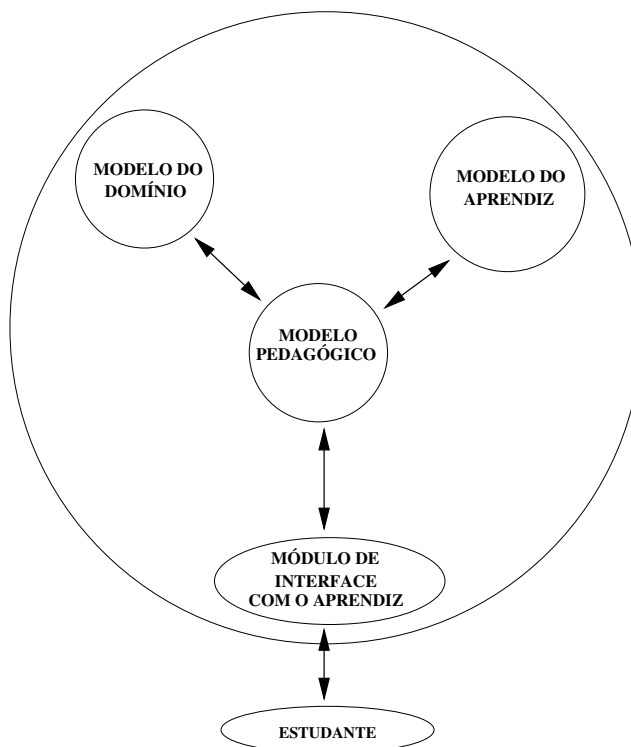 MODELO DO
DOMÍNIO
MODELO DO
APRENDIZ
MODELO
PEDAGÓGICO
MÓDULO DE
INTERFACE
COM O APRENDIZ
ESTUDANTE